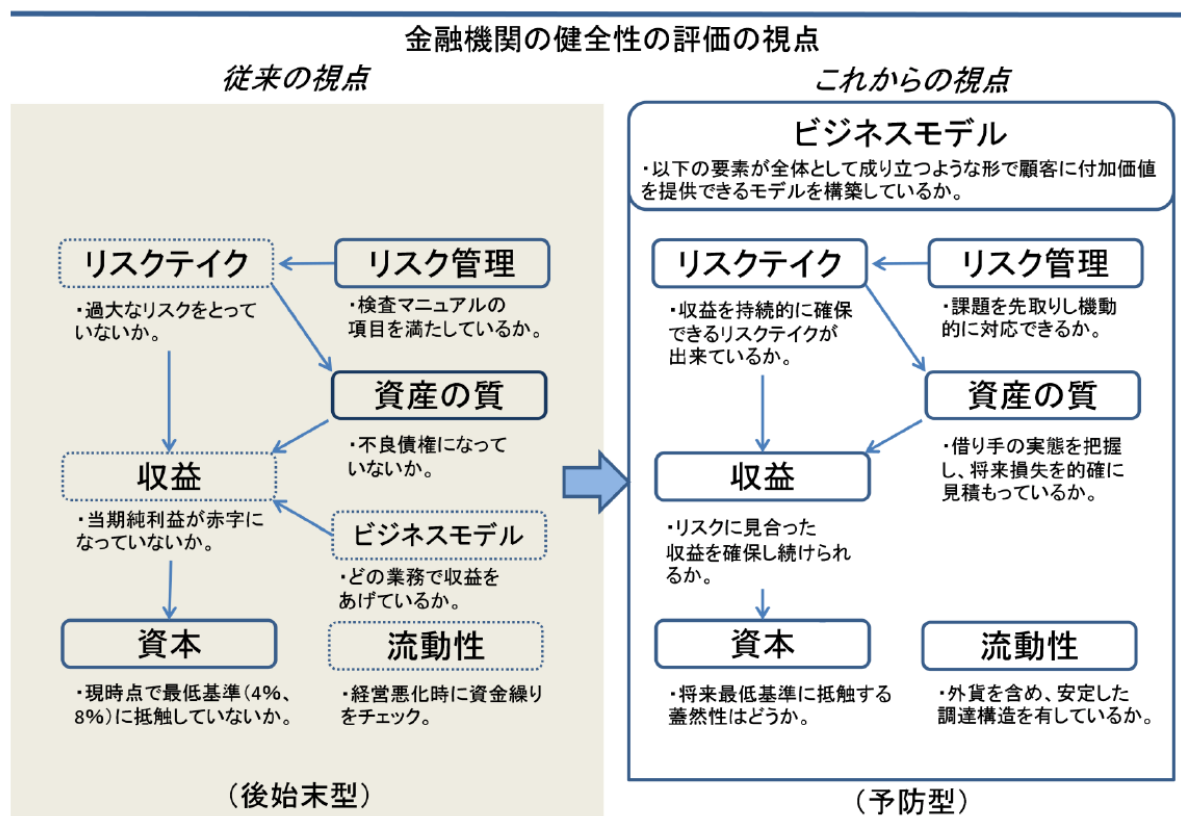 金融機関の健全性の評価の視点
従来の視点
リスクテイク
・過大なリスクをとって
いないか。
リスク管理
・検査マニュアルの
項目を満たしているか。
資産の質
・不良債権になって
いないか。
収益
・当期純利益が赤字に
なっていないか。
ビジネスモデル
・どの業務で収益を
あげているか。
資本
・現時点で最低基準(4%、
8%)に抵触していないか。
流動性
・経営悪化時に資金繰り
をチェック。
(後始末型)
これからの視点
ビジネスモデル
・以下の要素が全体として成り立つような形で顧客に付加価値
を提供できるモデルを構築しているか。
リスクテイク
・収益を持続的に確保
できるリスクテイクが
出来ているか。
リスク管理
・課題を先取りし機動
的に対応できるか。
資産の質
・借り手の実態を把握
し、将来損失を的確に
見積もっているか。
収益
・リスクに見合った
収益を確保し続けられ
るか。
資本
・将来最低基準に抵触する
蓋然性はどうか。
流動性
・外貨を含め、安定した
調達構造を有しているか。
(予防型)